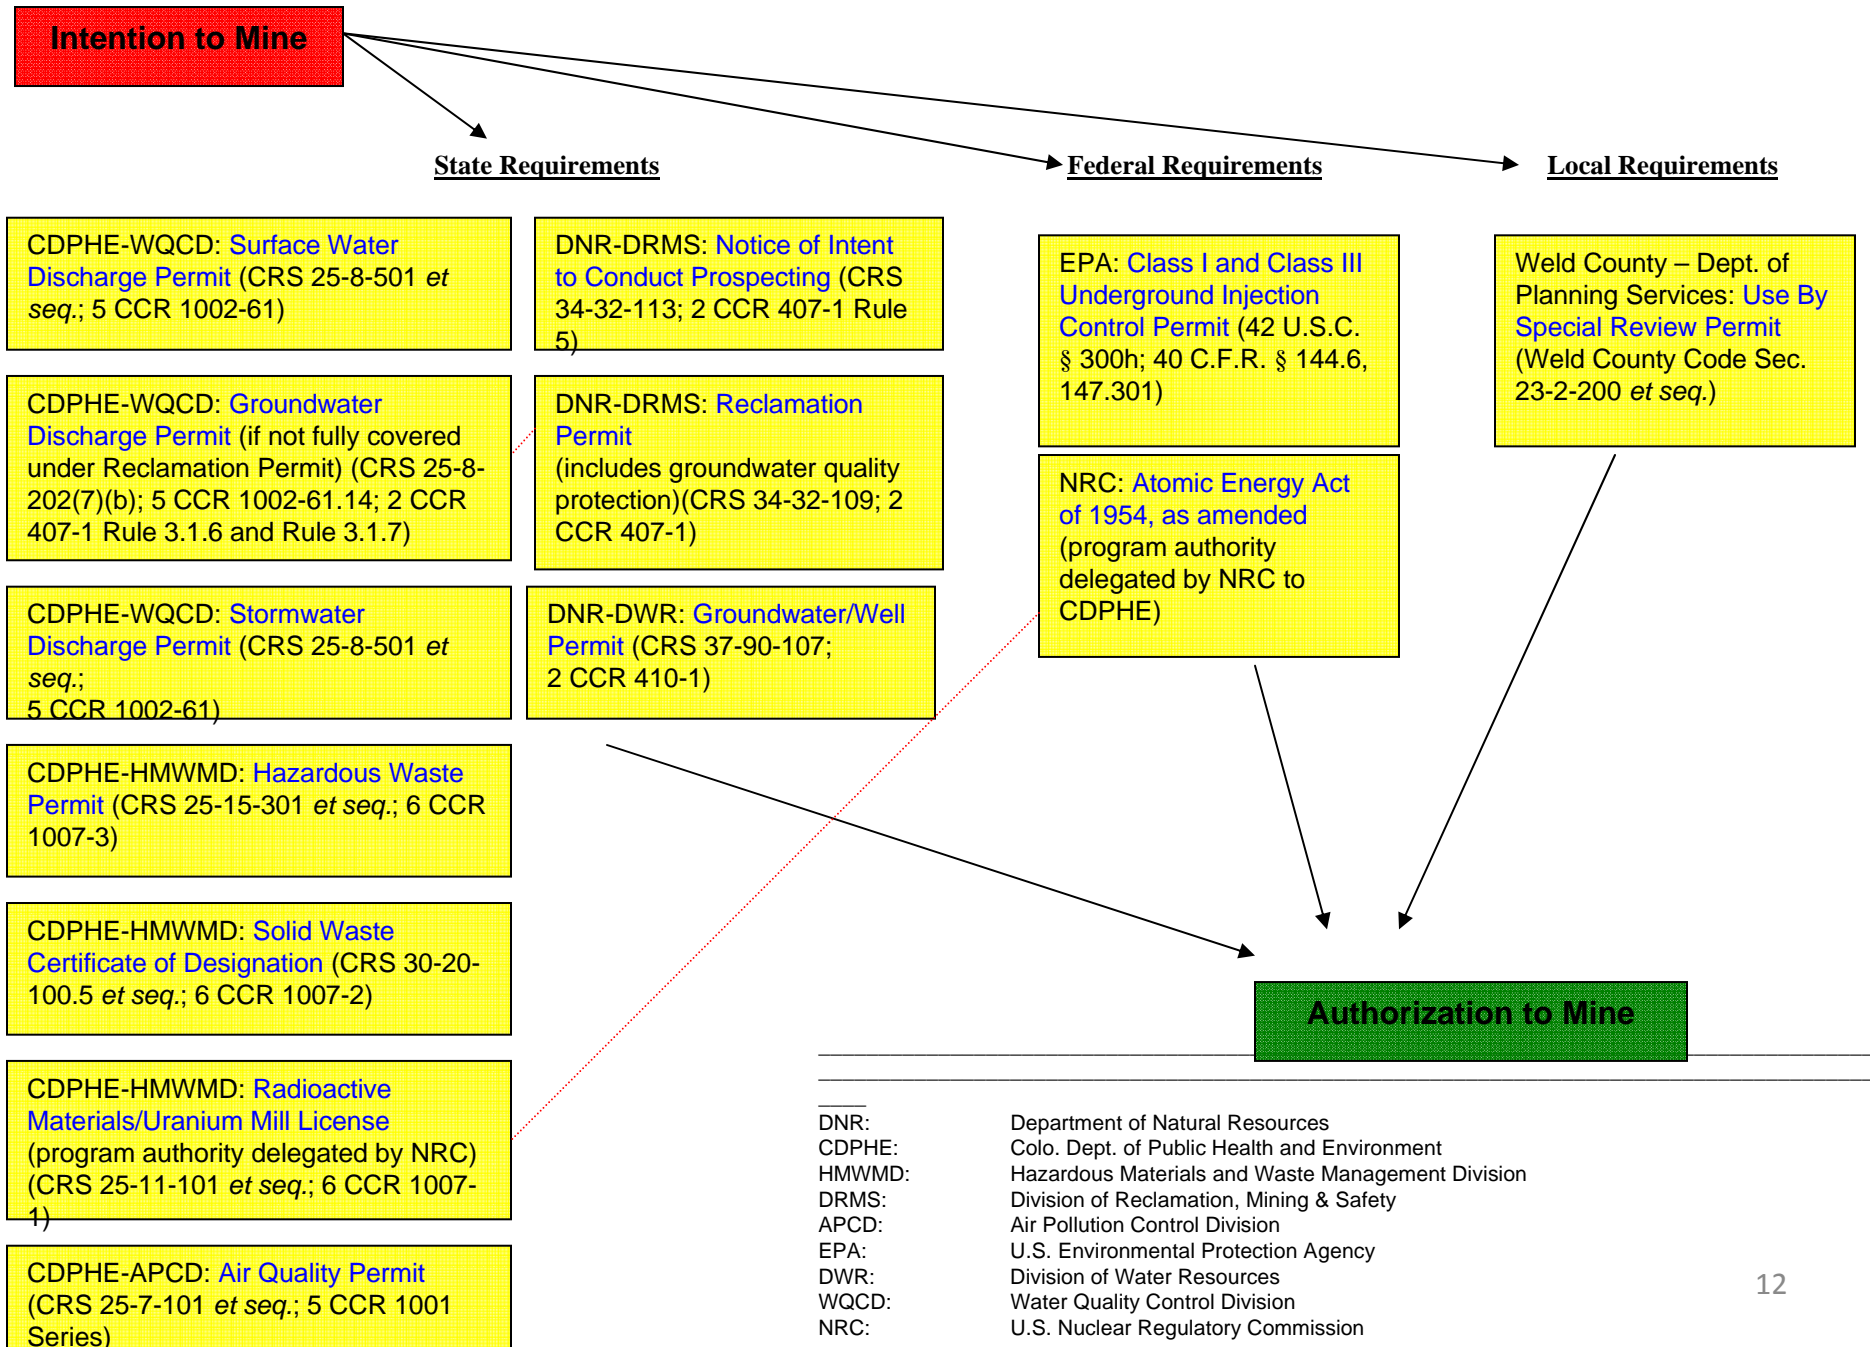 Intention to Mine
State Requirements
Federal Requirements
Local Requirements
CDPHE-WQCD: Surface Water
Discharge Permit (CRS 25-8-501 et
seq.; 5 CCR 1002-61)
CDPHE-WQCD: Groundwater
Discharge Permit (if not fully covered
under Reclamation Permit) (CRS 25-8-
202(7)(b); 5 CCR 1002-61.14; 2 CCR
407-1 Rule 3.1.6 and Rule 3.1.7)
CDPHE-WQCD: Stormwater
Discharge Permit (CRS 25-8-501 et
seq.;
5 CCR 1002-61)
CDPHE-HMWMD: Hazardous Waste
Permit (CRS 25-15-301 et seq.; 6 CCR
1007-3)
CDPHE-HMWMD: Solid Waste
Certificate of Designation (CRS 30-20-
100.5 et seq.; 6 CCR 1007-2)
CDPHE-HMWMD: Radioactive
Materials/Uranium Mill License
(program authority delegated by NRC)
(CRS 25-11-101 et seq.; 6 CCR 1007-
1)
CDPHE-APCD: Air Quality Permit
(CRS 25-7-101 et seq.; 5 CCR 1001
Series)
DNR-DRMS: Notice of Intent
to Conduct Prospecting (CRS
34-32-113; 2 CCR 407-1 Rule
5)
DNR-DRMS: Reclamation
Permit
(includes groundwater quality
protection)(CRS 34-32-109; 2
CCR 407-1)
DNR-DWR: Groundwater/Well
Permit (CRS 37-90-107;
2 CCR 410-1)
EPA: Class I and Class III
Underground Injection
Control Permit (42 U.S.C.
§ 300h; 40 C.F.R. § 144.6,
147.301)
NRC: Atomic Energy Act
of 1954, as amended
(program authority
delegated by NRC to
CDPHE)
Weld County – Dept. of
Planning Services: Use By
Special Review Permit
(Weld County Code Sec.
23-2-200 et seq.)
Authorization to Mine
DNR: Department of Natural Resources
CDPHE: Colo. Dept. of Public Health and Environment
HMWMD: Hazardous Materials and Waste Management Division
DRMS: Division of Reclamation, Mining & Safety
APCD: Air Pollution Control Division
EPA: U.S. Environmental Protection Agency
DWR: Division of Water Resources
WQCD: Water Quality Control Division
NRC: U.S. Nuclear Regulatory Commission
12